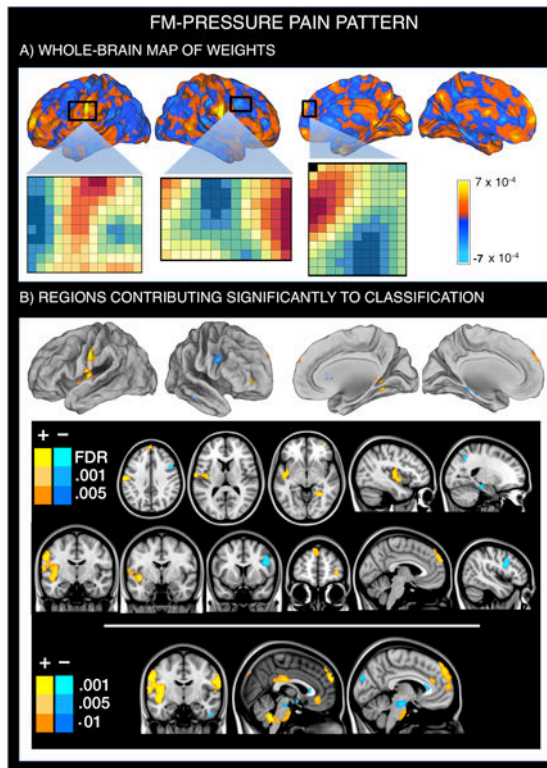 FM-PRESSURE PAIN PATTERN
A) WHOLE-BRAIN MAP OF WEIGHTS
7 x 10-4
-7 x 10-4
B) REGIONS CONTRIBUTING SIGNIFICANTLY TO CLASSIFICATION
+ −
FDR
.001
.005
+ −
.001
.005
.01